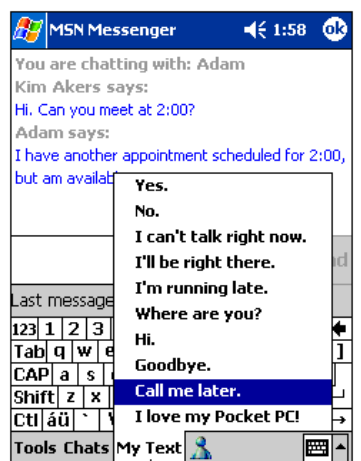 MSN Messenger 1:58 ok
You are chatting with: Adam
Kim Akers says:
Hi. Can you meet at 2:00?
Adam says:
I have another appointment scheduled for 2:00,
but am
Yes.
No.
I can't talk right now.
I'll be right there.
I'm running late.
Where are you?
Hi.
Goodbye.
Call me later.
I love my Pocket PC!
Last message
123 1 2 3
Tab q w e ]
CAP a s
Shift z x
Ctl áü `
Tools Chats My Text